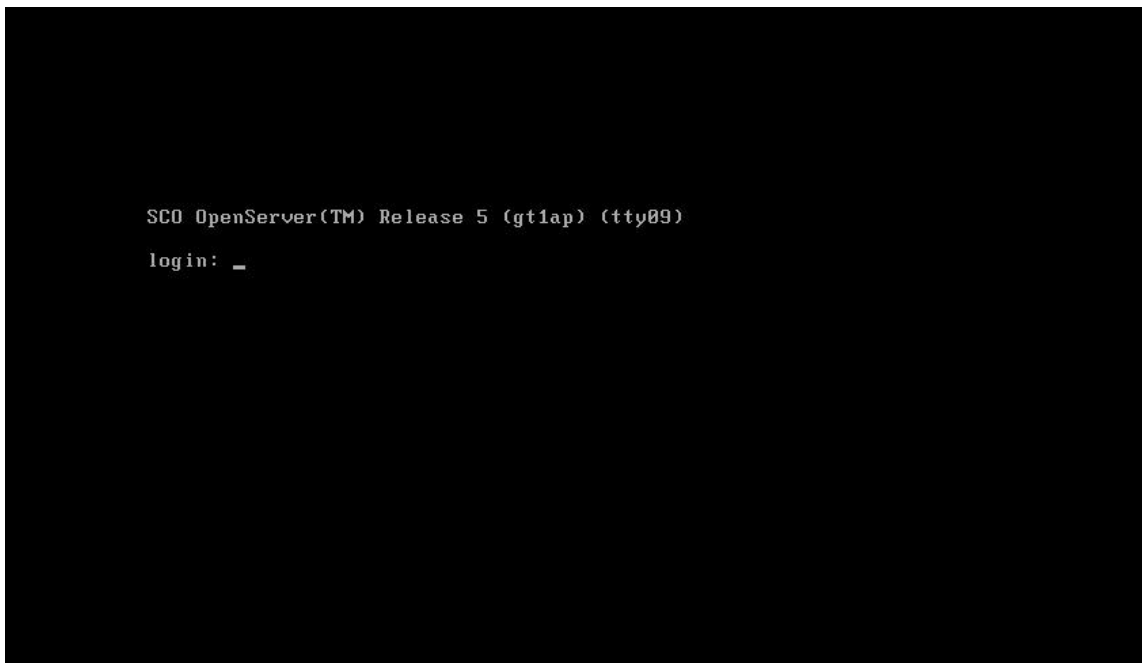 SCO OpenServer(TM) Release 5 (gt1ap) (tty09)
login: _